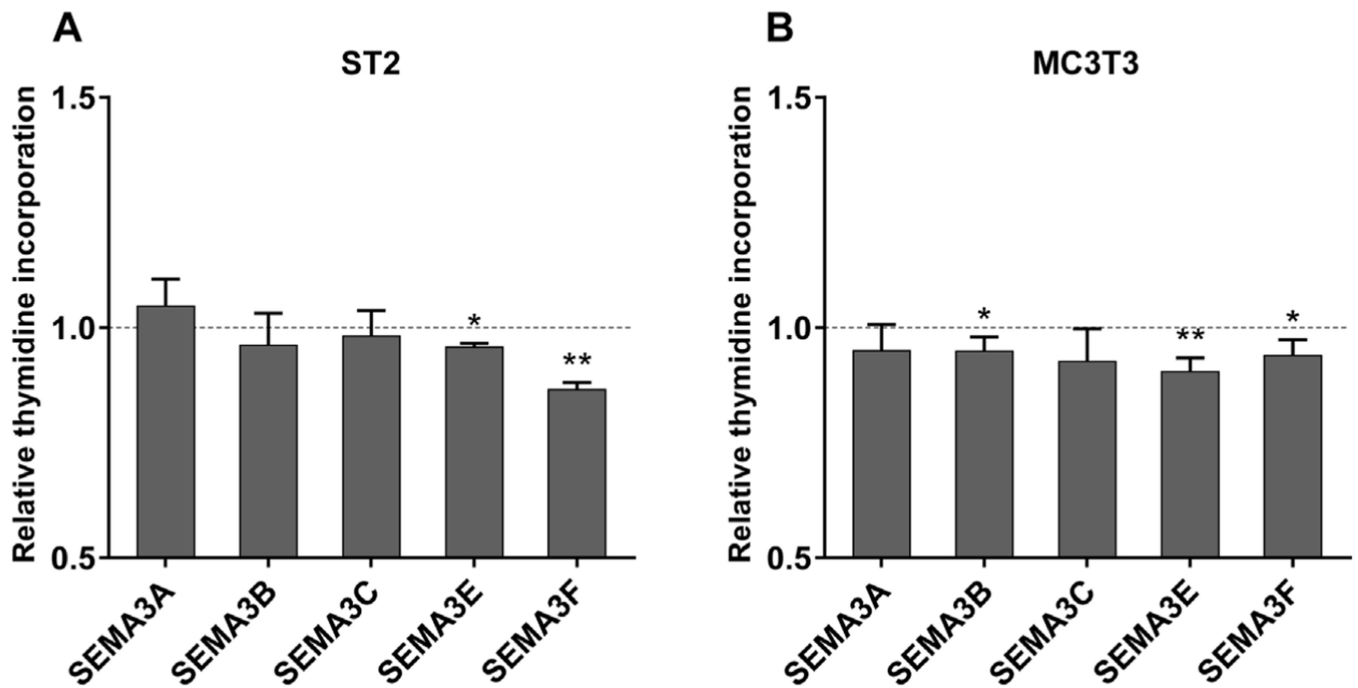 A
ST2
Relative thymidine incorporation
1.5
1.0
0.5
*
**
SEMA3A
SEMA3B
SEMA3C
SEMA3E
SEMA3F
B
MC3T3
Relative thymidine incorporation
1.5
1.0
0.5
*
**
*
SEMA3A
SEMA3B
SEMA3C
SEMA3E
SEMA3F